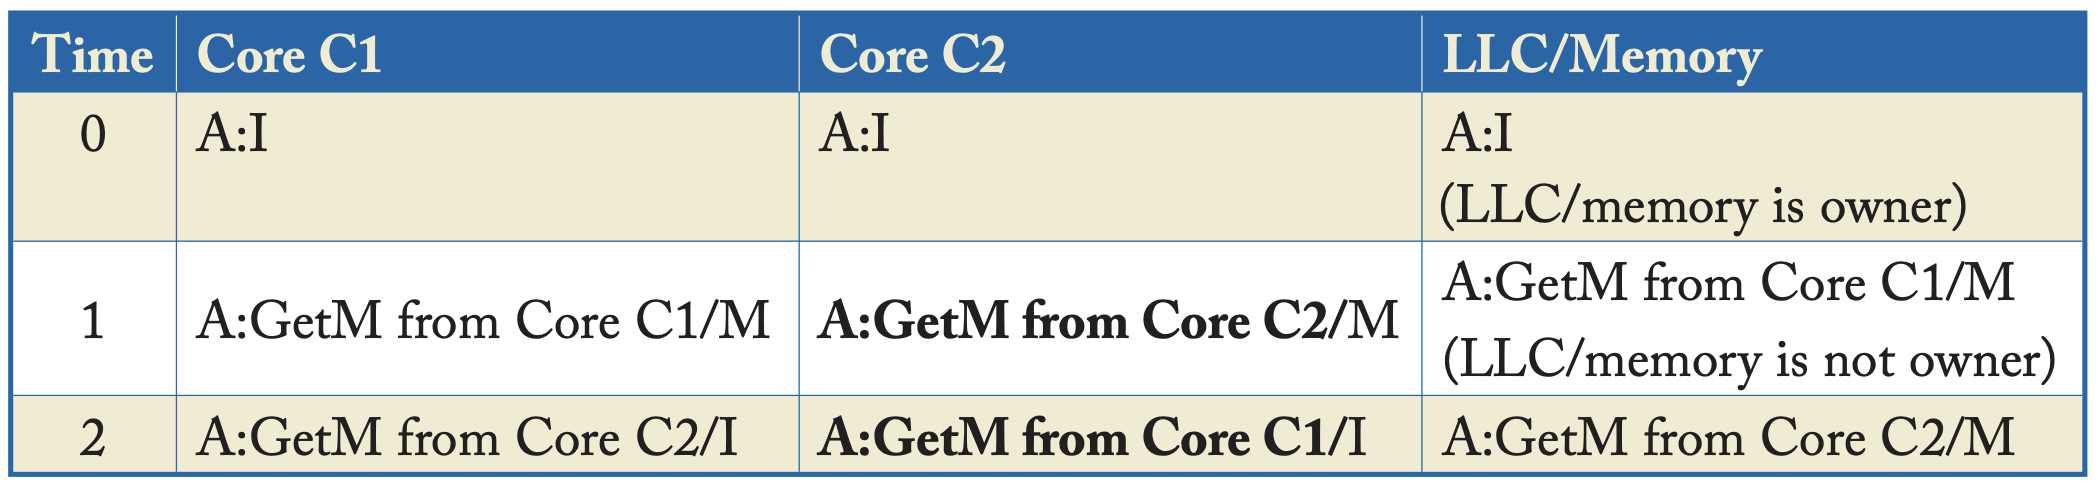 Time Core C1 Core C2 LLC/Memory
0 A:I A:I A:I
(LLC/memory is owner)
1 A:GetM from Core C1/M A:GetM from Core C2/M A:GetM from Core C1/M
(LLC/memory is not owner)
2 A:GetM from Core C2/I A:GetM from Core C1/I A:GetM from Core C2/M